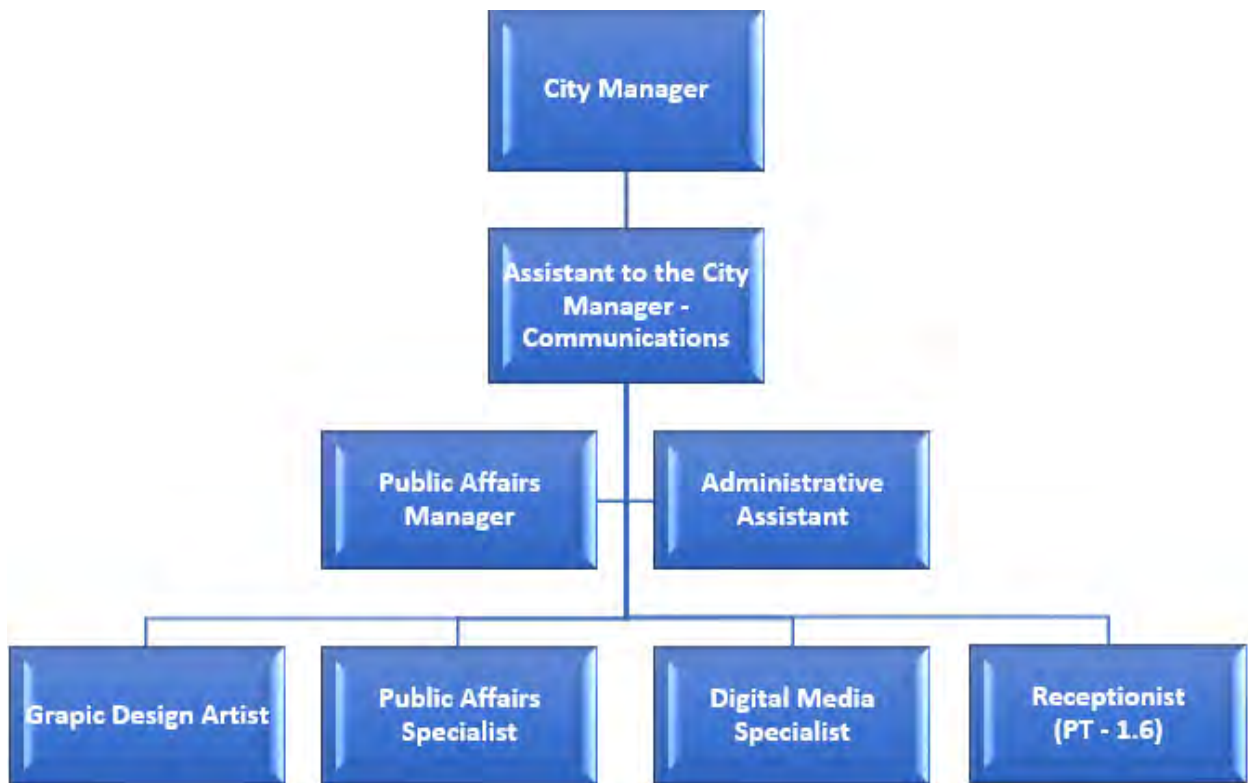 City Manager
Assistant to the City
Manager -
Communications
Public Affairs
Manager
Administrative
Assistant
Grapic Design Artist
Public Affairs
Specialist
Digital Media
Specialist
Receptionist
(PT - 1.6)